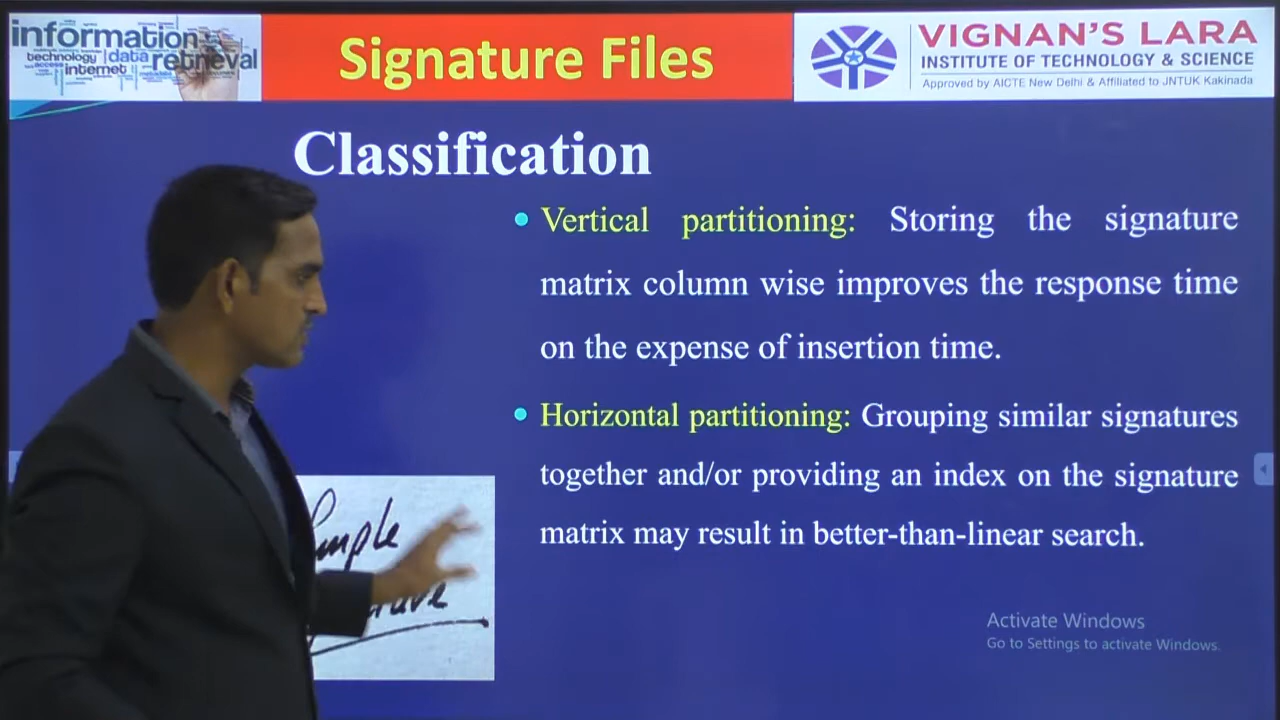 information
technology data retrieval
internet
Signature Files
VIGNAN'S LARA
INSTITUTE OF TECHNOLOGY & SCIENCE
Approved by AICTE New Delhi & Affiliated to JNTUK Kakinada
Classification
Vertical partitioning: Storing the signature
matrix column wise improves the response time
on the expense of insertion time.
Horizontal partitioning: Grouping similar signatures
together and/or providing an index on the signature
matrix may result in better-than-linear search.
Activate Windows
Go to Settings to activate Windows.